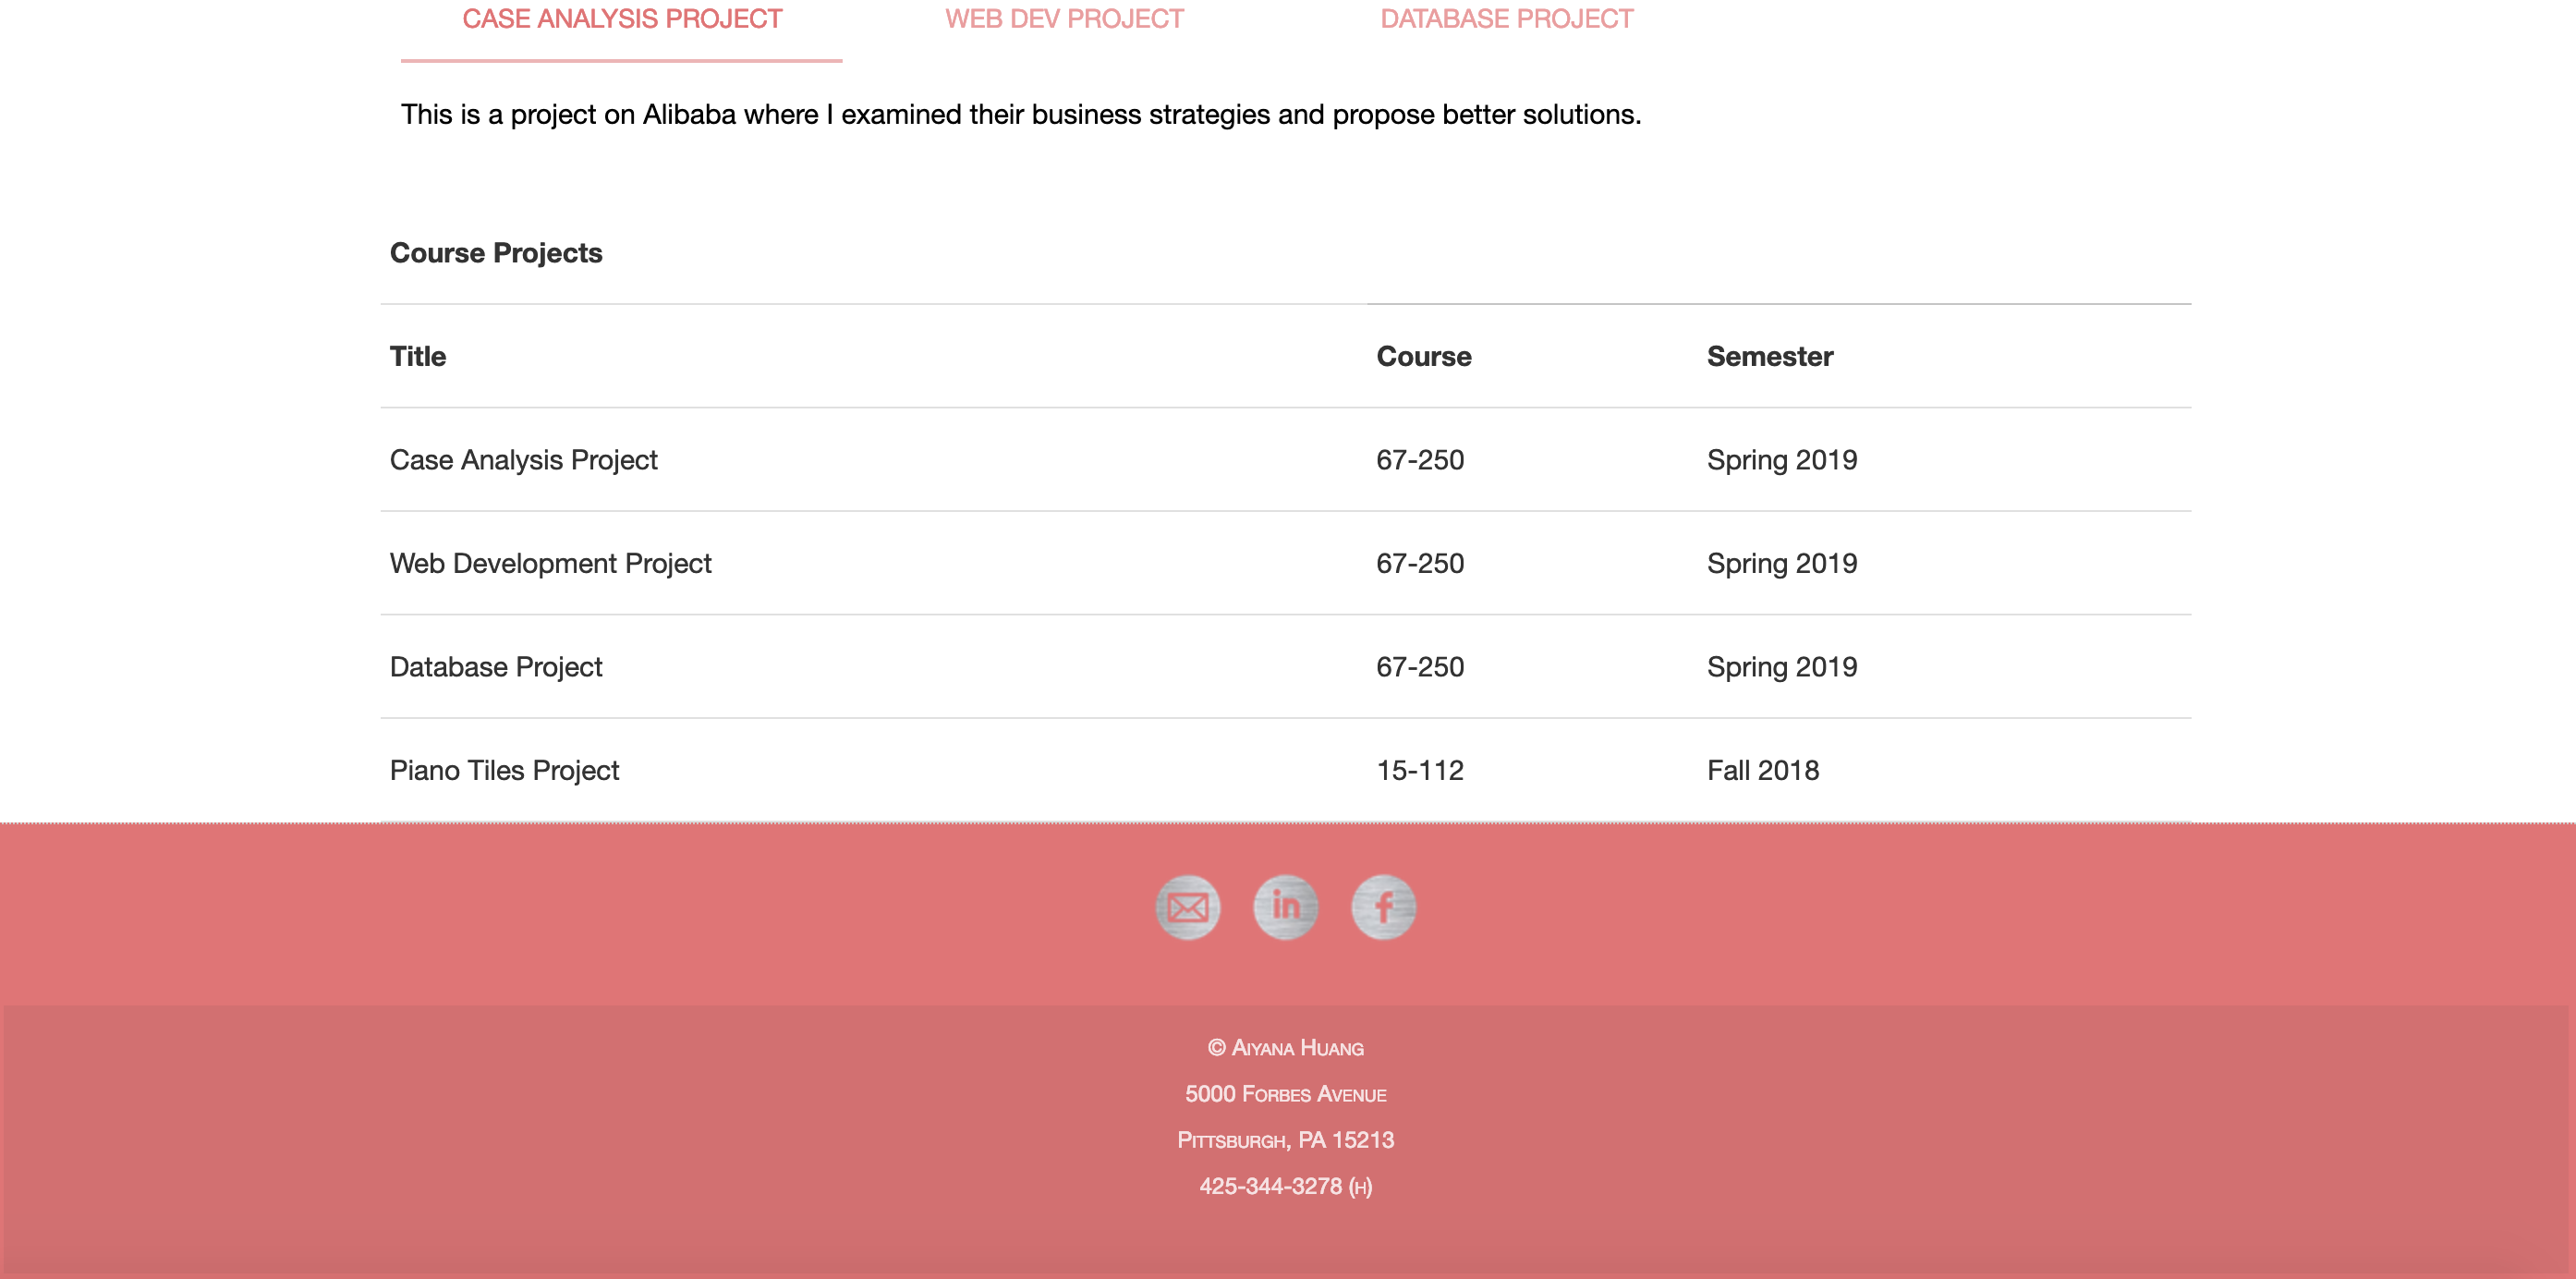 CASE ANALYSIS PROJECT WEB DEV PROJECT DATABASE PROJECT
This is a project on Alibaba where I examined their business strategies and propose better solutions.
Course Projects
Title Course Semester
Case Analysis Project 67-250 Spring 2019
Web Development Project 67-250 Spring 2019
Database Project 67-250 Spring 2019
Piano Tiles Project 15-112 Fall 2018
in f
© Aiyana Huang
5000 Forbes Avenue
Pittsburgh, PA 15213
425-344-3278 (h)